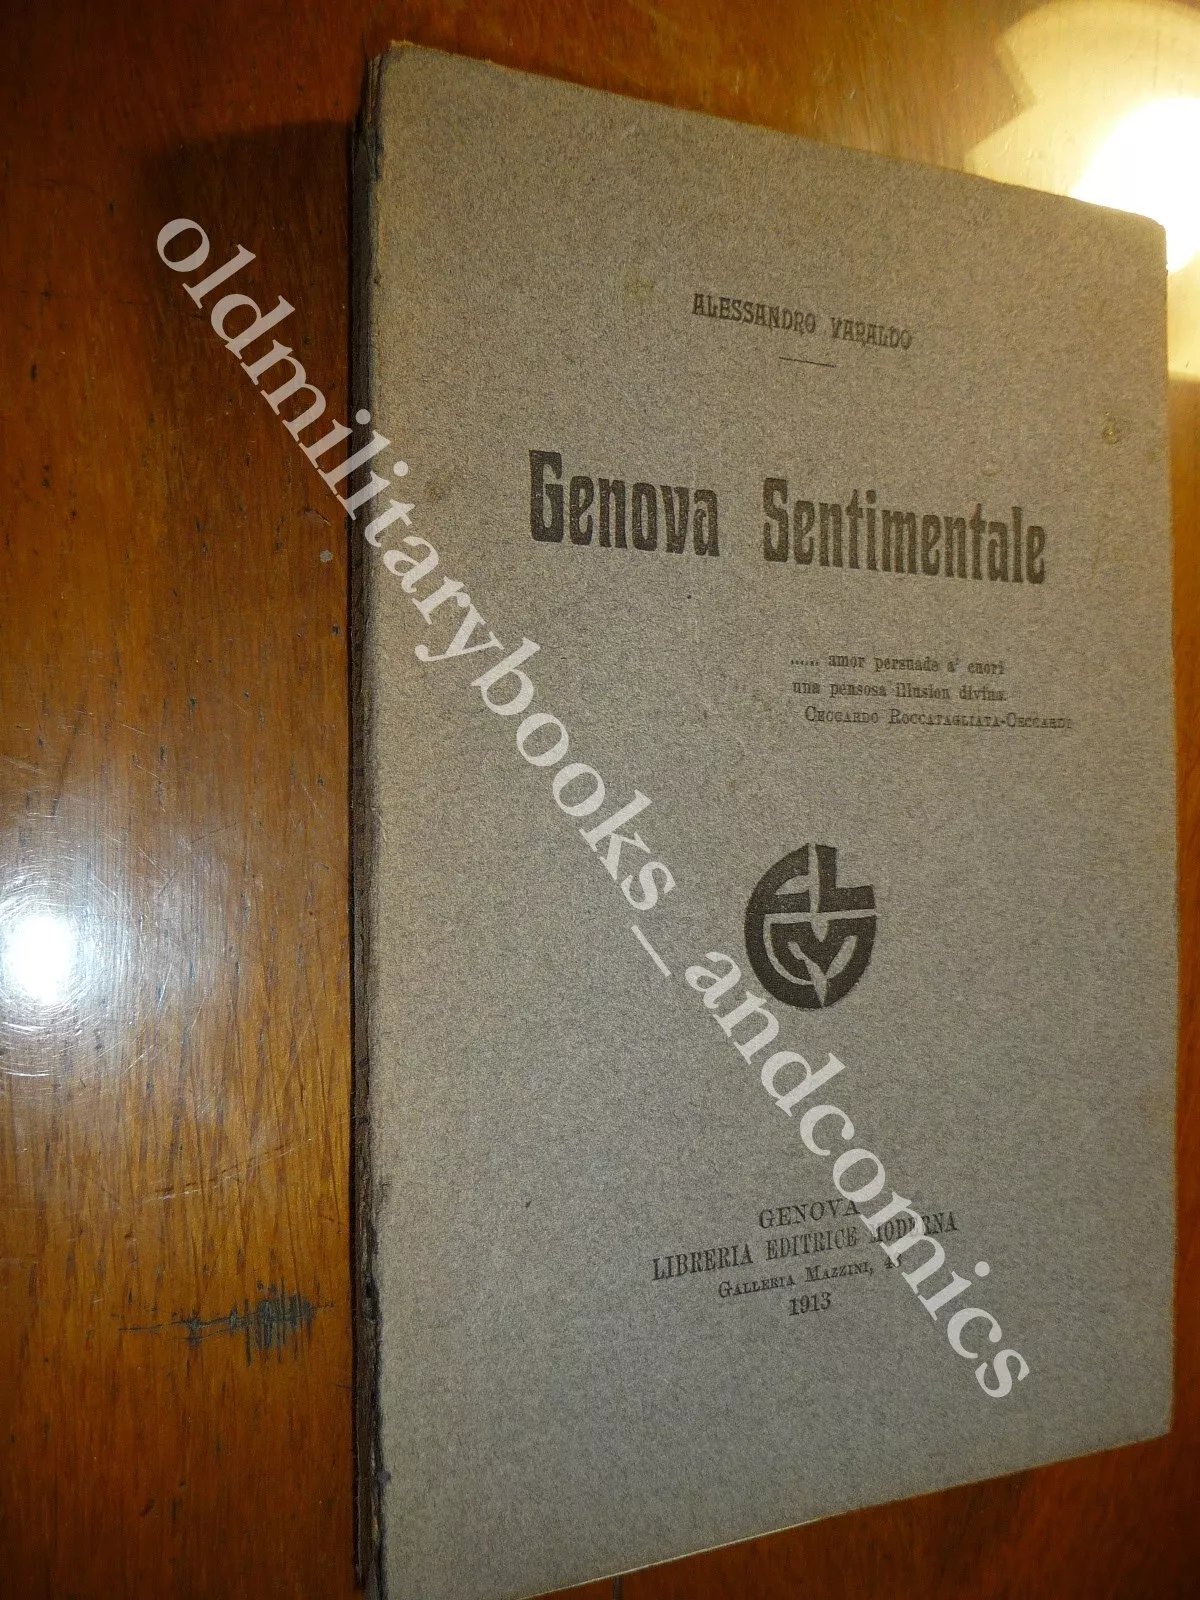 ALESSANDRO VARALDO
Genova Sentimentale
...... amor persuade a' cuori
una pensosa illusion divina.
CECCARDO ROCCATAGLIATA-CECCARDI
ELM
GENOVA
LIBRERIA EDITRICE MODERNA
GALLERIA MAZZINI,
1913
oldmilitarybooks_andcomics